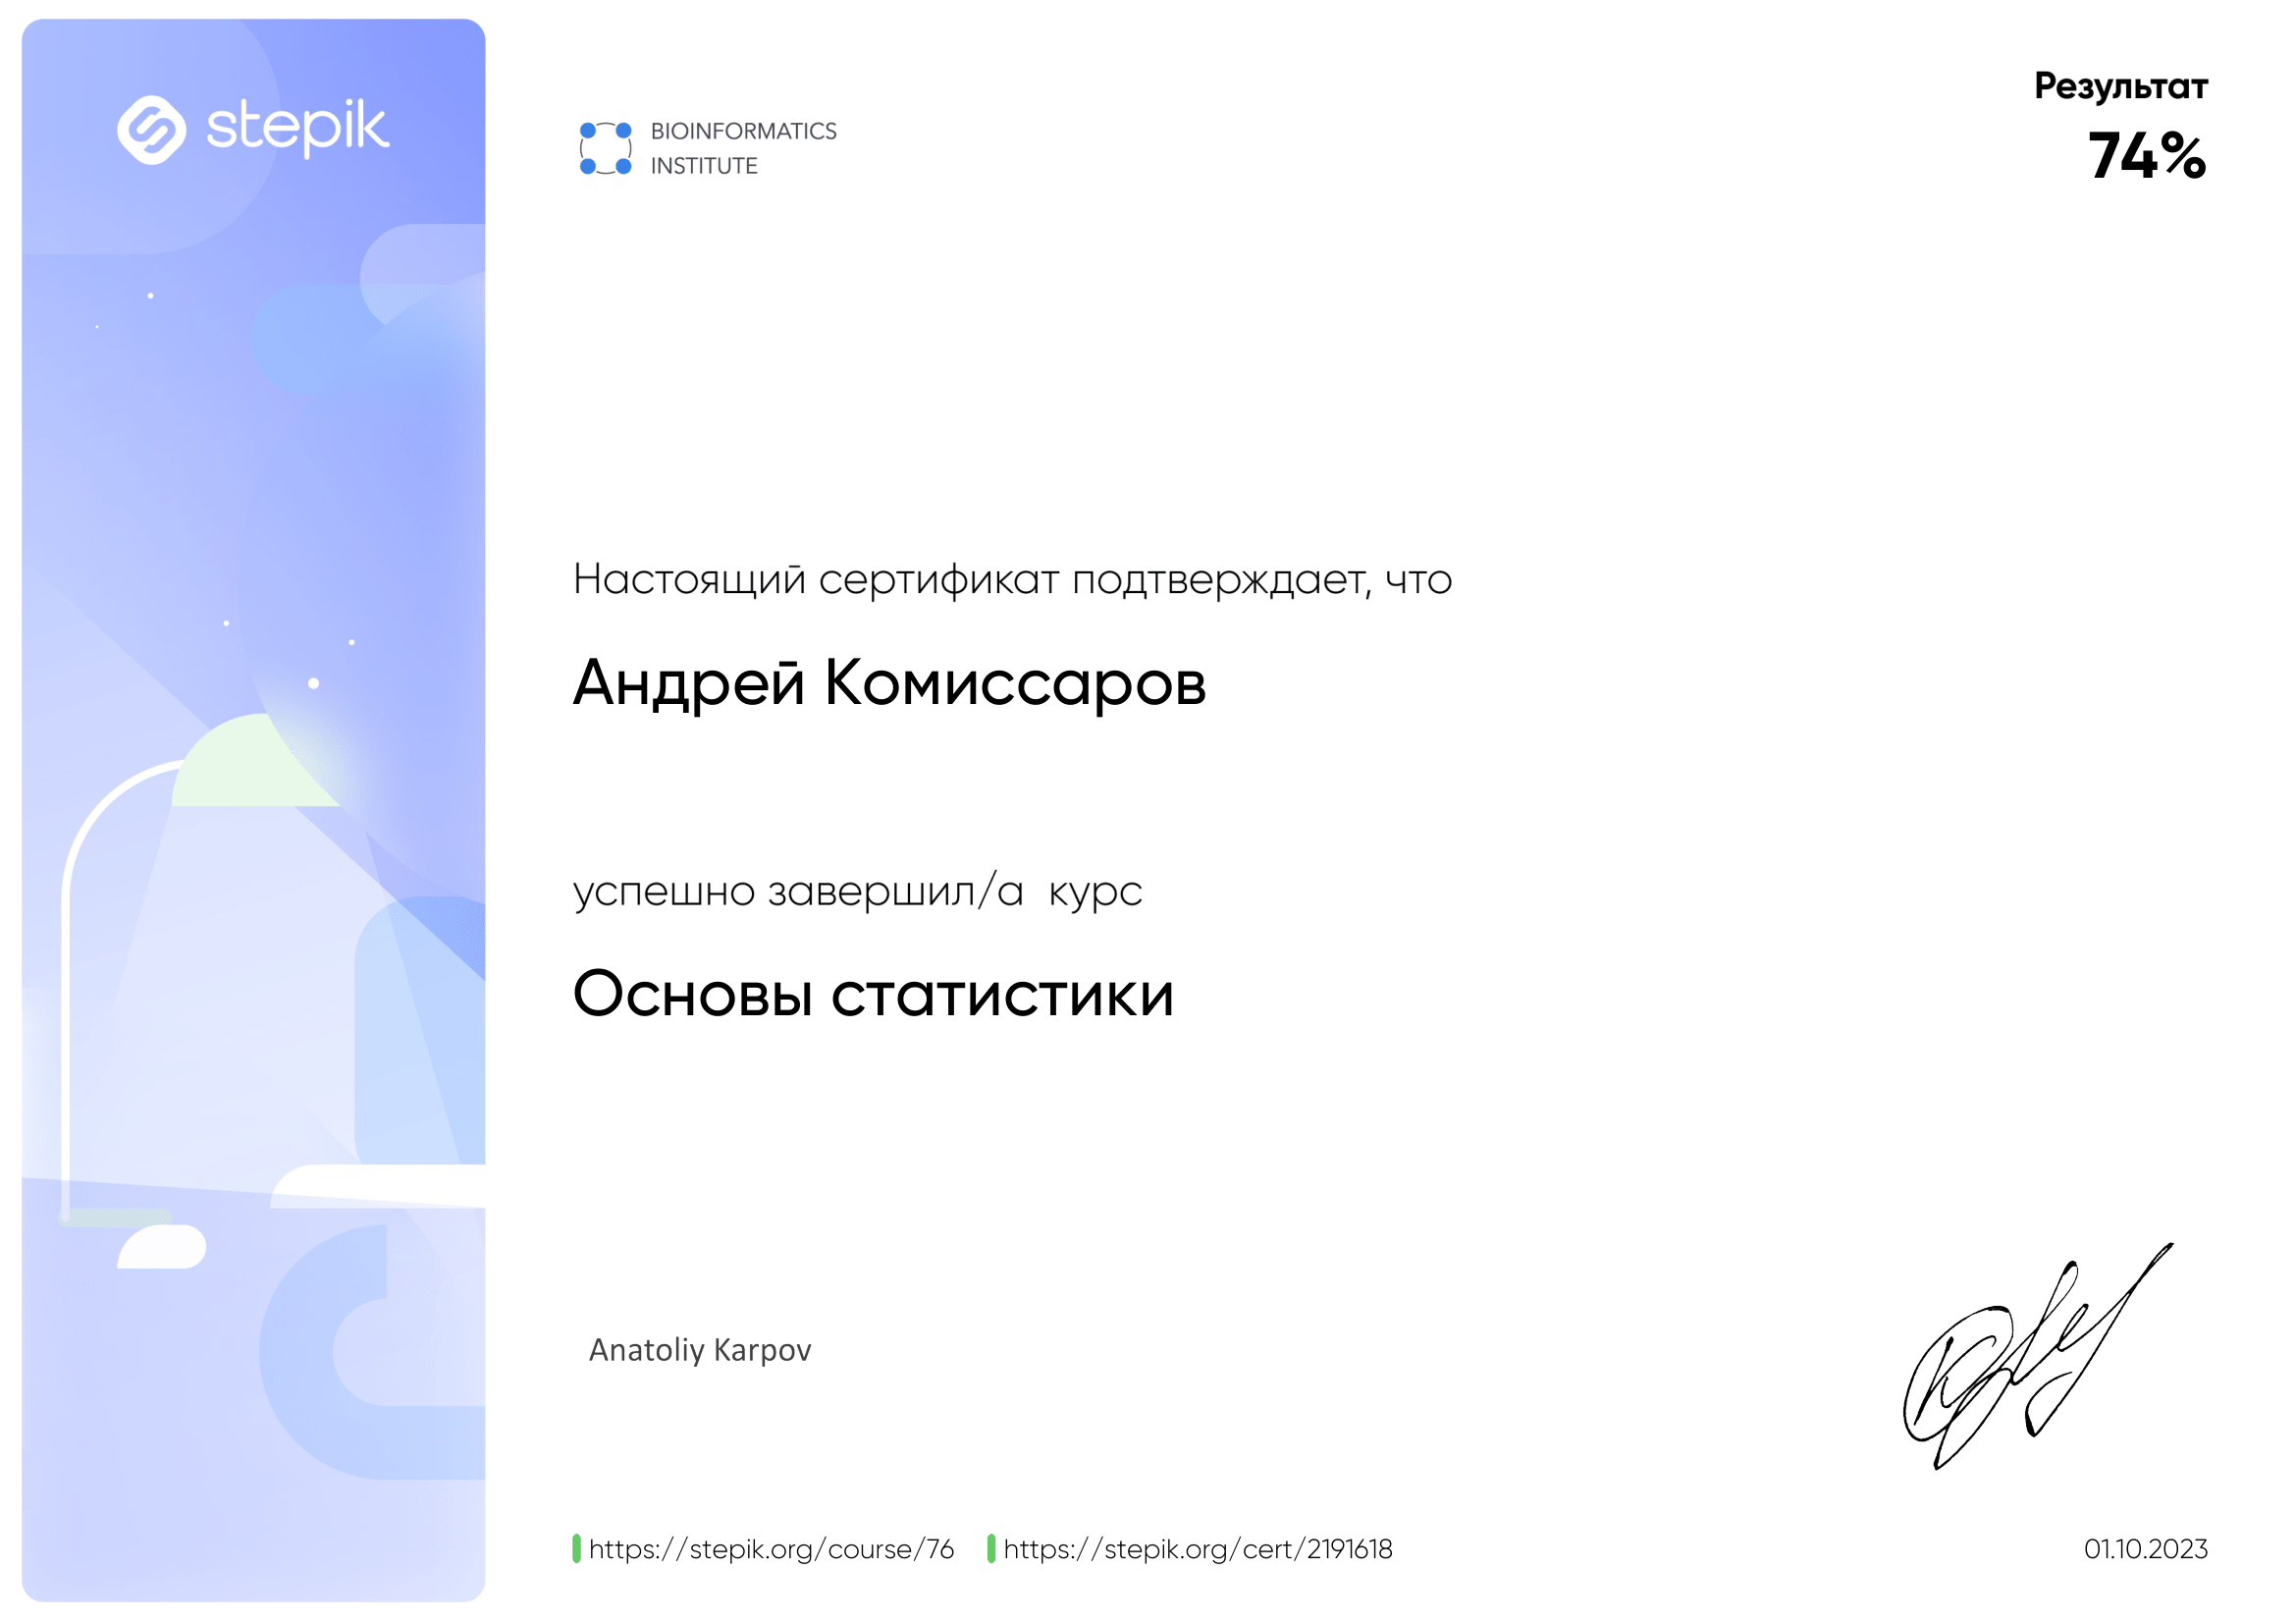 stepik
BIOINFORMATICS
INSTITUTE
Результат
74%
Настоящий сертификат подтверждает, что
Андрей Комиссаров
успешно завершил/а курс
Основы статистики
Anatoliy Karpov
https://stepik.org/course/76
https://stepik.org/cert/2191618
01.10.2023